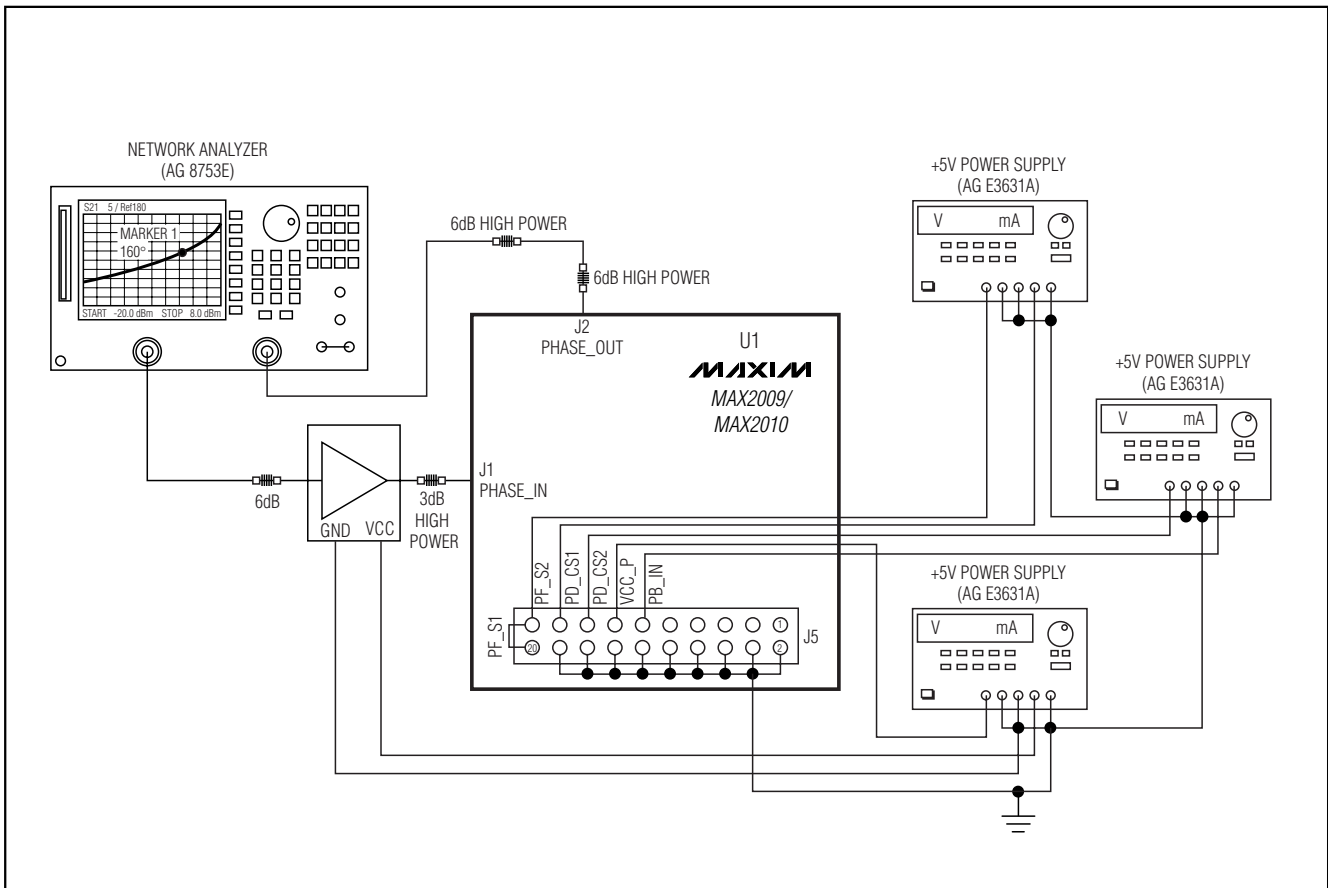 NETWORK ANALYZER
(AG 8753E)
S21 5 / Ref180
MARKER 1
160°
START -20.0 dBm STOP 8.0 dBm
6dB HIGH POWER
6dB HIGH POWER
+5V POWER SUPPLY
(AG E3631A)
V mA
+5V POWER SUPPLY
(AG E3631A)
V mA
+5V POWER SUPPLY
(AG E3631A)
V mA
J2
PHASE_OUT
U1
MAXIM
MAX2009/
MAX2010
J1
PHASE_IN
6dB
3dB
HIGH
POWER
GND VCC
PF_S2
PD_CS1
PD_CS2
VCC_P
PB_IN
PF_S1
1
20
2
J5